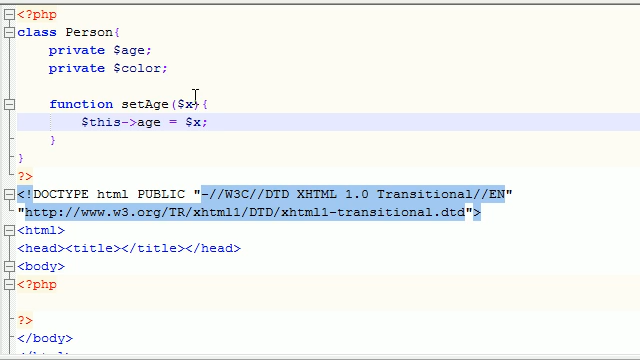 <?php
class Person{
private $age;
private $color;
function setAge($x){
$this->age = $x;
}
}
?>
<!DOCTYPE html PUBLIC "-//W3C//DTD XHTML 1.0 Transitional//EN"
"http://www.w3.org/TR/xhtml1/DTD/xhtml1-transitional.dtd">
<html>
<head><title></title></head>
<body>
<?php
?>
</body>